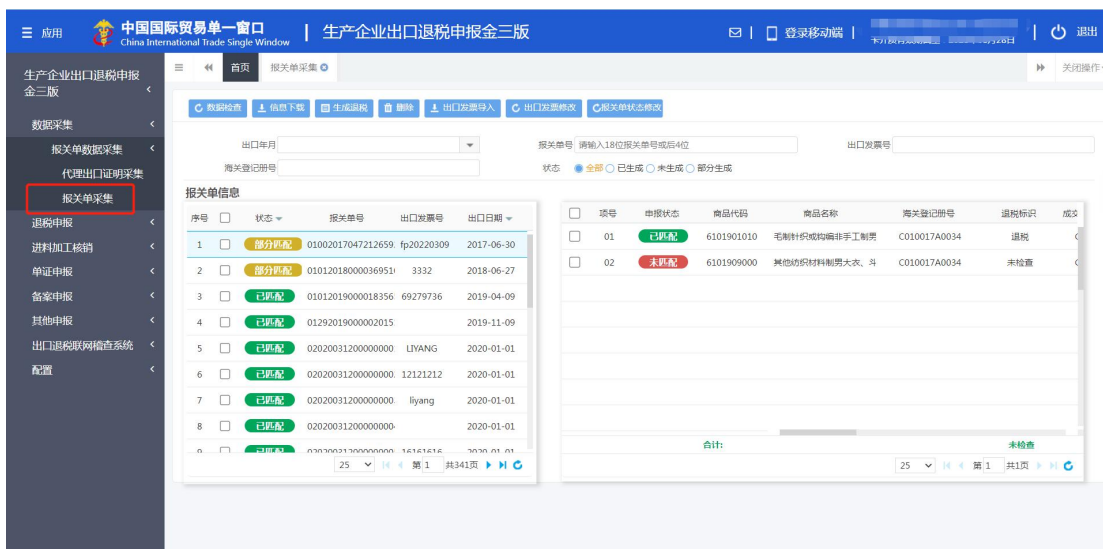 应用
中国国际贸易单一窗口
China International Trade Single Window
生产企业出口退税申报金三版
登录移动端
退出
生产企业出口退税申报
金三版
首页 报关单采集
关闭操作
数据采集
报关单数据采集
代理出口证明采集
报关单采集
退税申报
进料加工核销
单证申报
备案申报
其他申报
出口退税联网稽查系统
配置
数据检查 信息下载 生成退税 删除 出口发票导入 出口发票修改 报关单状态修改
出口年月 报关单号 请输入18位报关单号或后4位 出口发票号
海关登记册号 状态 全部 已生成 未生成 部分生成
报关单信息
序号 状态 报关单号 出口发票号 出口日期
1 部分匹配 01002017047212659. fp20220309 2017-06-30
2 部分匹配 0101201800003695 3332 2018-06-27
3 已匹配 01012019000018356 69279736 2019-04-09
4 已匹配 01292019000002015 2019-11-09
5 已匹配 02020031200000000 LIYANG 2020-01-01
6 已匹配 02020031200000000. 12121212 2020-01-01
7 已匹配 02020031200000000. liyang 2020-01-01
8 已匹配 02020031200000000 2020-01-01
25 第 1 共341页
项号 申报状态 商品代码 商品名称 海关登记册号 退税标识 成交
01 已匹配 6101901010 毛制针织或钩编非手工制男 C010017A0034 退税
02 未匹配 6101909000 其他纺织材料制男大衣、斗 C010017A0034 未检查
合计: 未检查
25 第 1 共1页